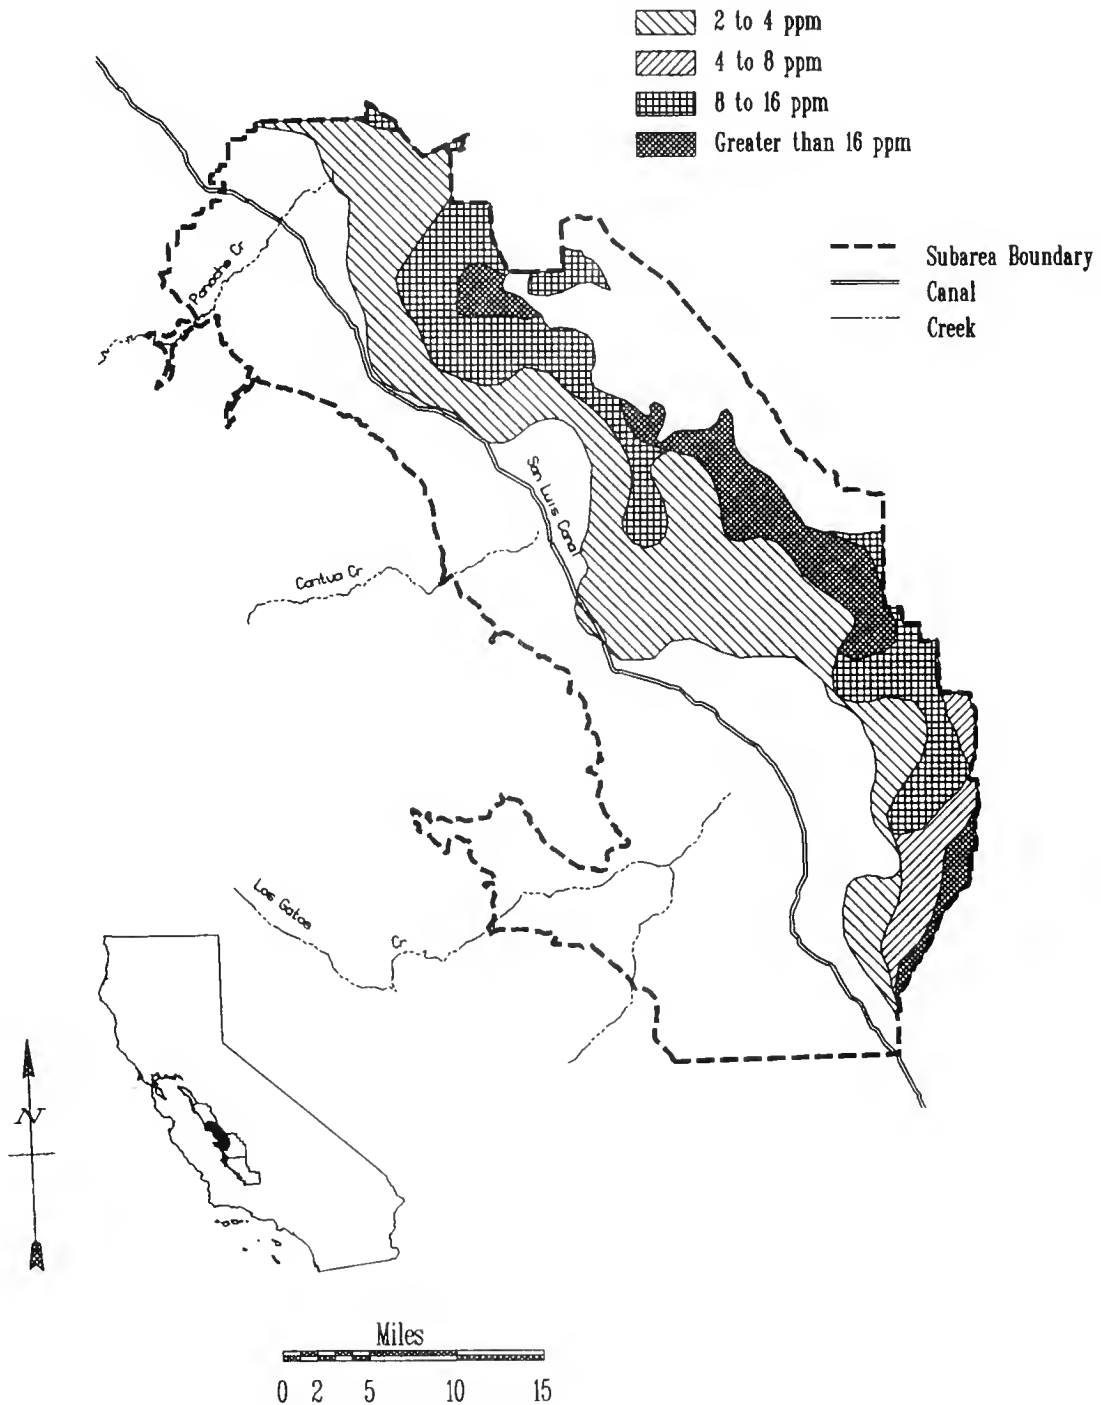 2 to 4 ppm
4 to 8 ppm
8 to 16 ppm
Greater than 16 ppm
Subarea Boundary
Canal
Creek
Panoche Cr
San Luis Canal
Cantua Cr
Los Gatos
Cr
N
Miles
0 2 5 10 15